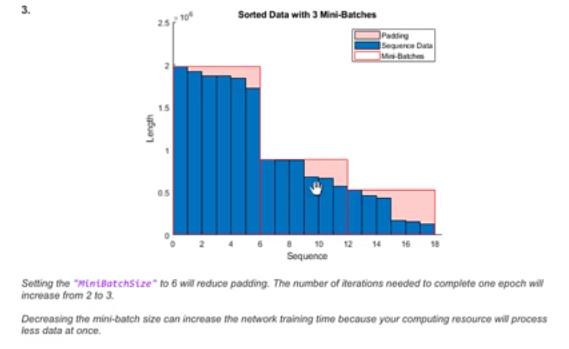 3.
Sorted Data with 3 Mini-Batches
× 10⁶
2.5
2
1.5
1
0.5
0
Length
Padding
Sequence Data
Mini-Batches
0 2 4 6 8 10 12 14 16 18
Sequence
Setting the "MiniBatchSize" to 6 will reduce padding. The number of iterations needed to complete one epoch will
increase from 2 to 3.
Decreasing the mini-batch size can increase the network training time because your computing resource will process
less data at once.